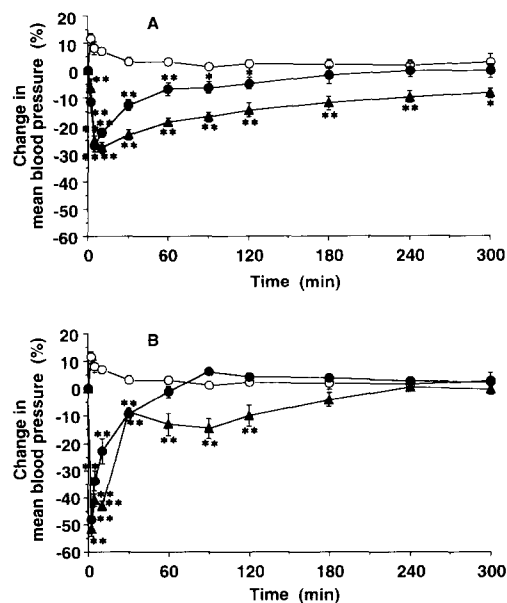 A
Change in
mean blood pressure (%)
20
10
0
-10
-20
-30
-40
-50
-60
** ** ** ** * *
** **
** ** ** ** ** ** ** *
0 60 120 180 240 300
Time (min)
B
Change in
mean blood pressure (%)
20
10
0
-10
-20
-30
-40
-50
-60
** ** **
** ** ** **
** ** ** **
0 60 120 180 240 300
Time (min)